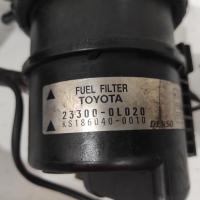 FUEL FILTER
TOYOTA
23300-0L020
KS186040-0010
DENSO